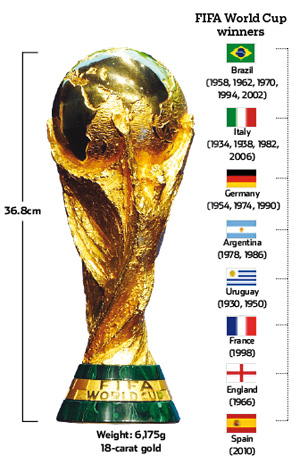 FIFA World Cup
winners
Brazil
(1958, 1962, 1970,
1994, 2002)
Italy
(1934, 1938, 1982,
2006)
Germany
(1954, 1974, 1990)
Argentina
(1978, 1986)
Uruguay
(1930, 1950)
France
(1998)
England
(1966)
Spain
(2010)
36.8cm
FIFA
WORLD CUP
Weight: 6,175g
18-carat gold